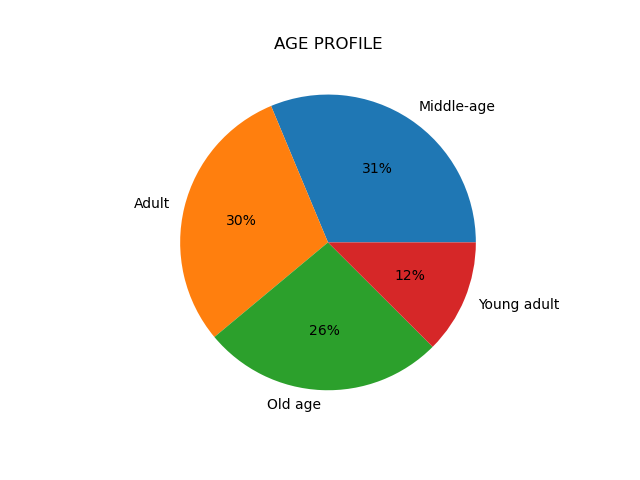 AGE PROFILE
Middle-age
31%
Adult
30%
12%
Young adult
26%
Old age